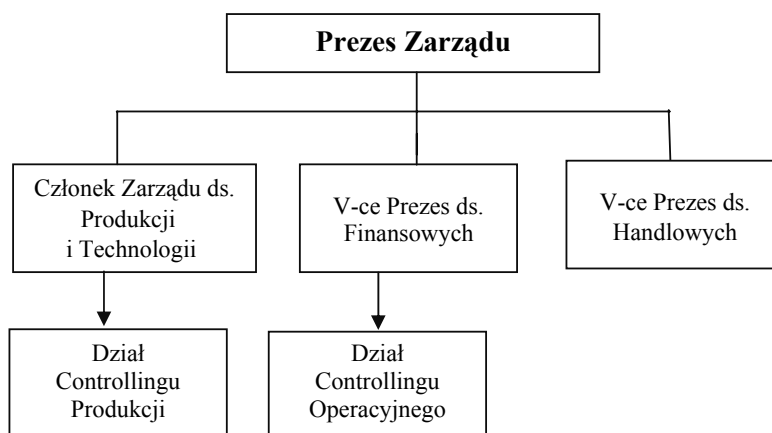 Prezes Zarządu
Członek Zarządu ds.
Produkcji
i Technologii
V-ce Prezes ds.
Finansowych
V-ce Prezes ds.
Handlowych
Dział
Controllingu
Produkcji
Dział
Controllingu
Operacyjnego